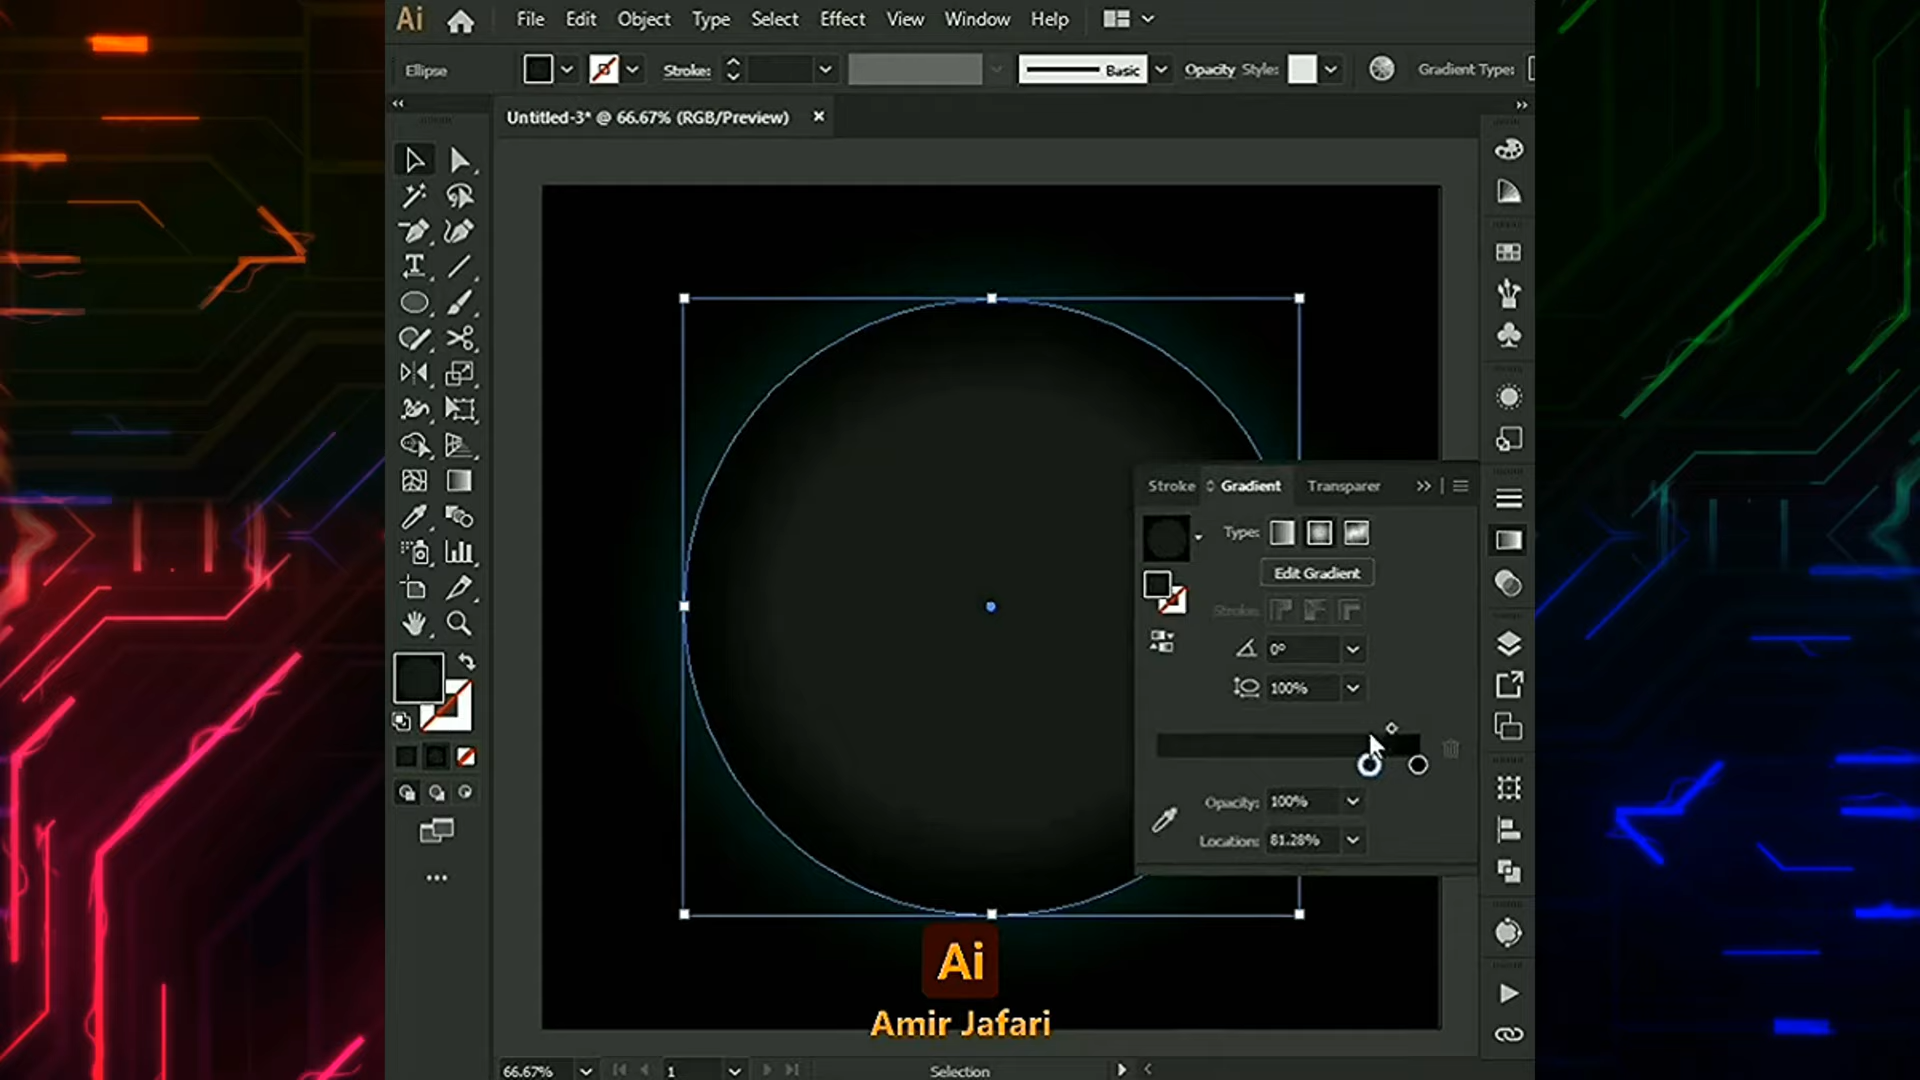 Ai File Edit Object Type Select Effect View Window Help
Ellipse Stroke: Basic Opacity Style: Gradient Type:
Untitled-3* @ 66.67% (RGB/Preview) ×
Stroke Gradient Transparer
Type:
Edit Gradient
Stroke:
0°
100%
Opacity: 100%
Location: 81.28%
Ai
Amir Jafari
66.67% 1 Selection